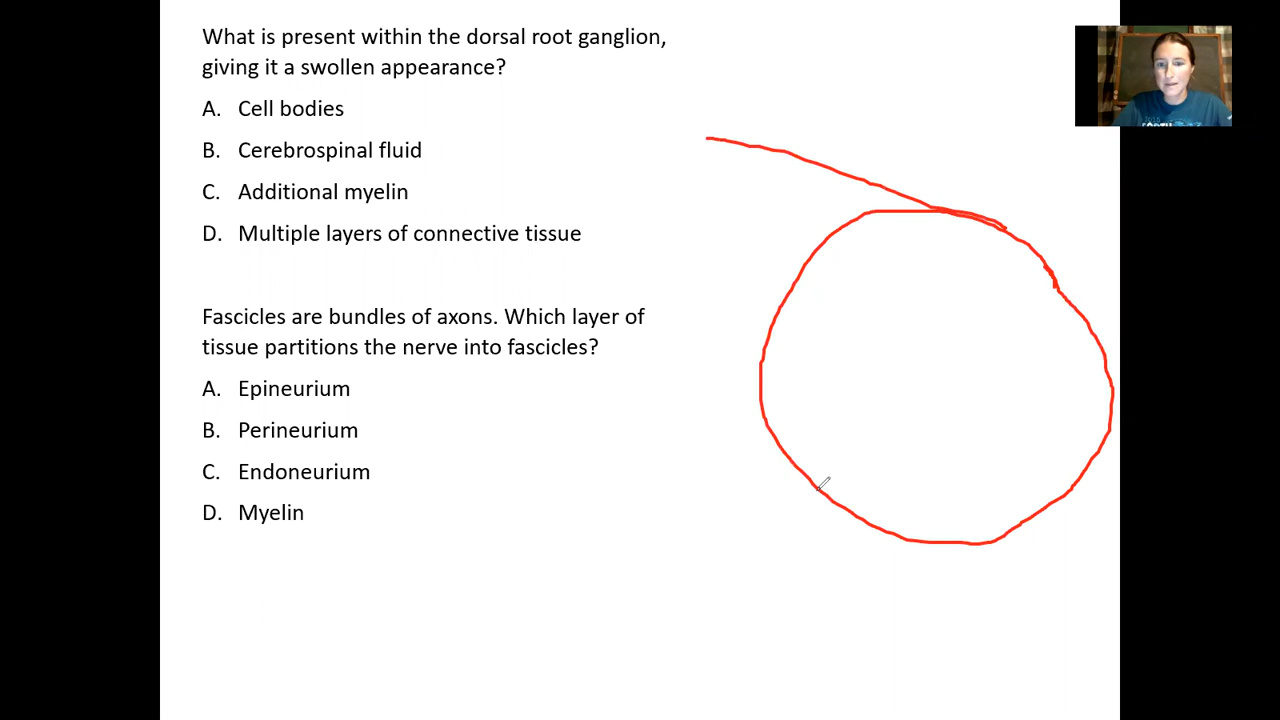 What is present within the dorsal root ganglion,
giving it a swollen appearance?
A. Cell bodies
B. Cerebrospinal fluid
C. Additional myelin
D. Multiple layers of connective tissue
Fascicles are bundles of axons. Which layer of
tissue partitions the nerve into fascicles?
A. Epineurium
B. Perineurium
C. Endoneurium
D. Myelin